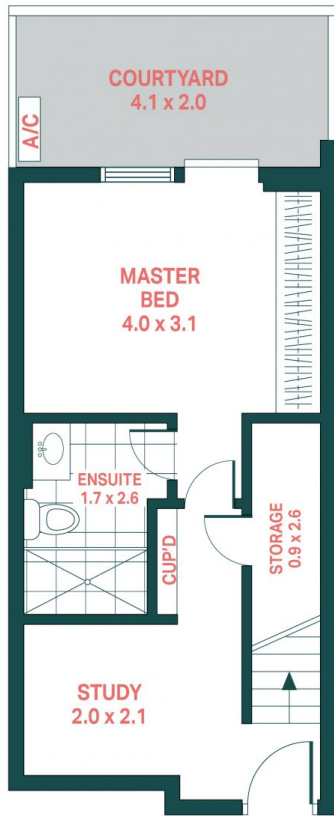 COURTYARD
4.1 x 2.0
A/C
MASTER
BED
4.0 x 3.1
ENSUITE
1.7 x 2.6
CUP'D
STORAGE
0.9 x 2.6
STUDY
2.0 x 2.1